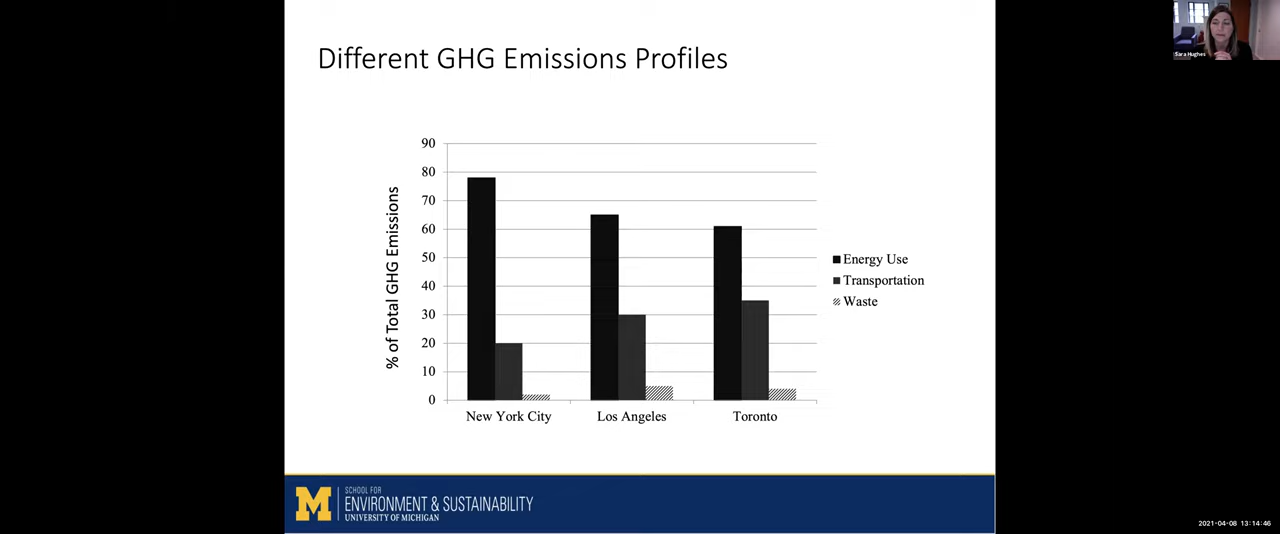 Different GHG Emissions Profiles
Sara Hughes
90
80
70
60
50
40
30
20
10
0
% of Total GHG Emissions
New York City
Los Angeles
Toronto
Energy Use
Transportation
Waste
M
SCHOOL FOR
ENVIRONMENT & SUSTAINABILITY
UNIVERSITY OF MICHIGAN
2021-04-08 13:14:46